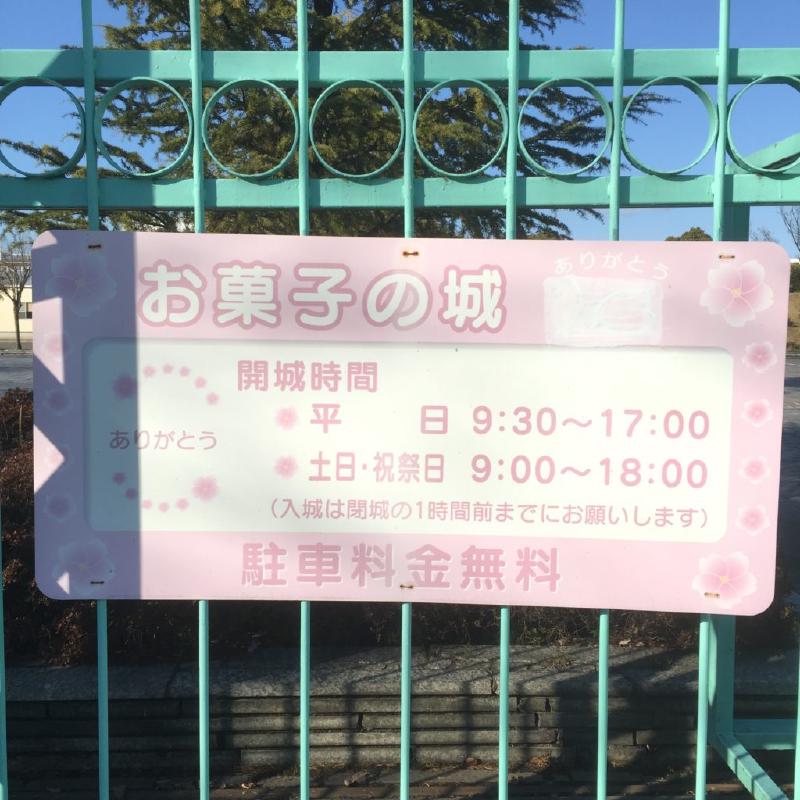 お菓子の城
ありがとう
開城時間
平 日 9:30～17:00
ありがとう
土日・祝祭日 9:00～18:00
(入城は閉城の1時間前までにお願いします)
駐車料金無料